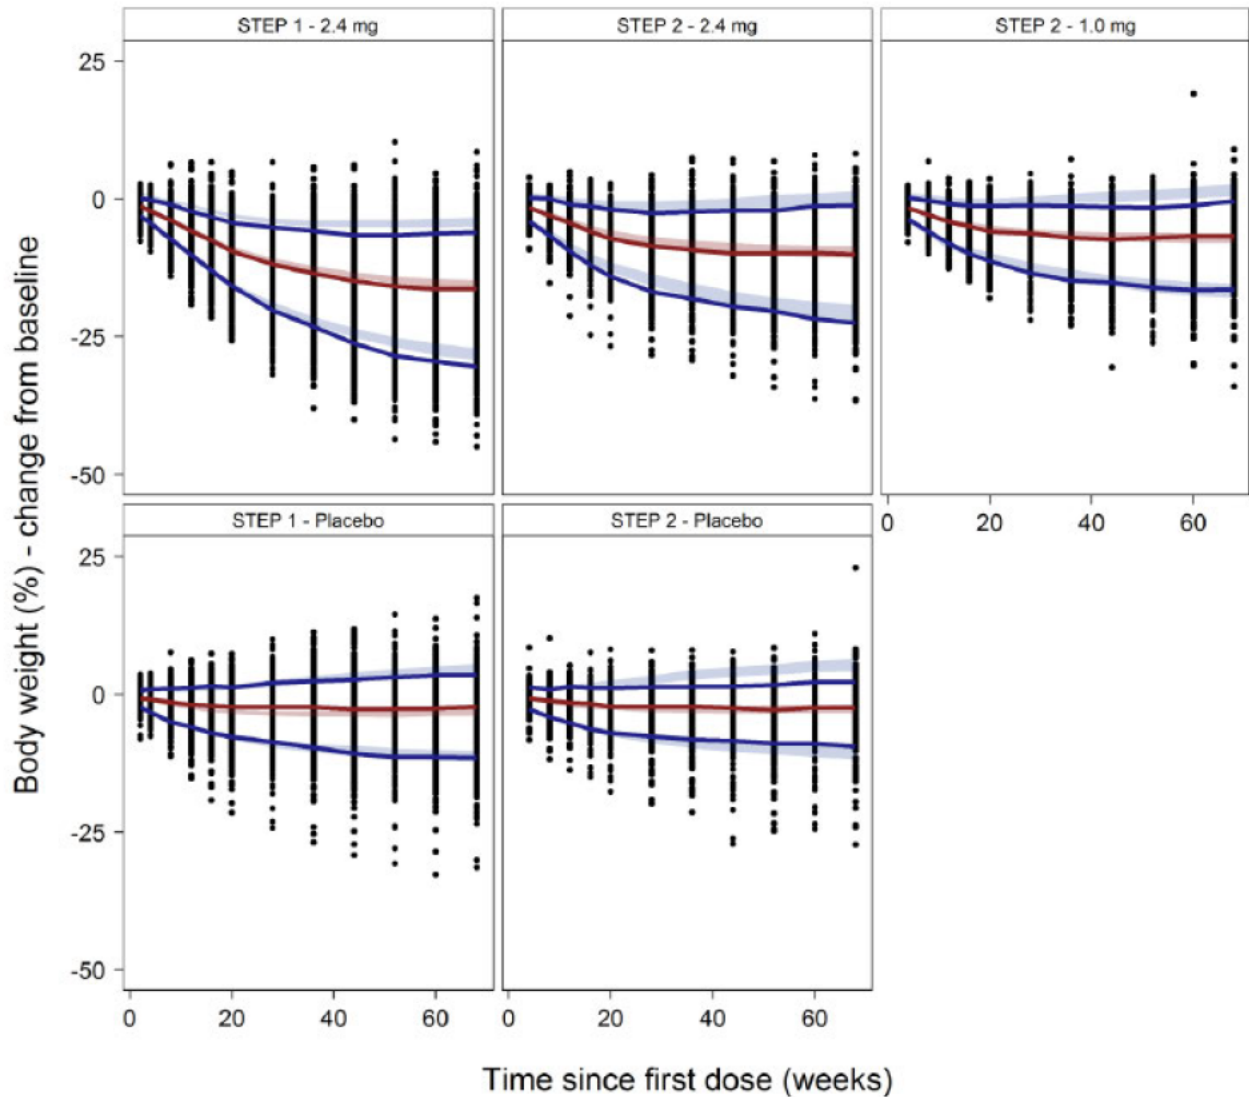 STEP 1 - 2.4 mg
STEP 2 - 2.4 mg
STEP 2 - 1.0 mg
25
0
-25
-50
0
20
40
60
STEP 1 - Placebo
STEP 2 - Placebo
25
0
-25
-50
0
20
40
60
0
20
40
60
Body weight (%) - change from baseline
Time since first dose (weeks)